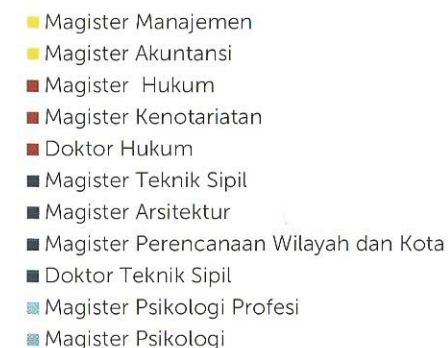 Magister Manajemen
Magister Akuntansi
Magister Hukum
Magister Kenotariatan
Doktor Hukum
Magister Teknik Sipil
Magister Arsitektur
Magister Perencanaan Wilayah dan Kota
Doktor Teknik Sipil
Magister Psikologi Profesi
Magister Psikologi